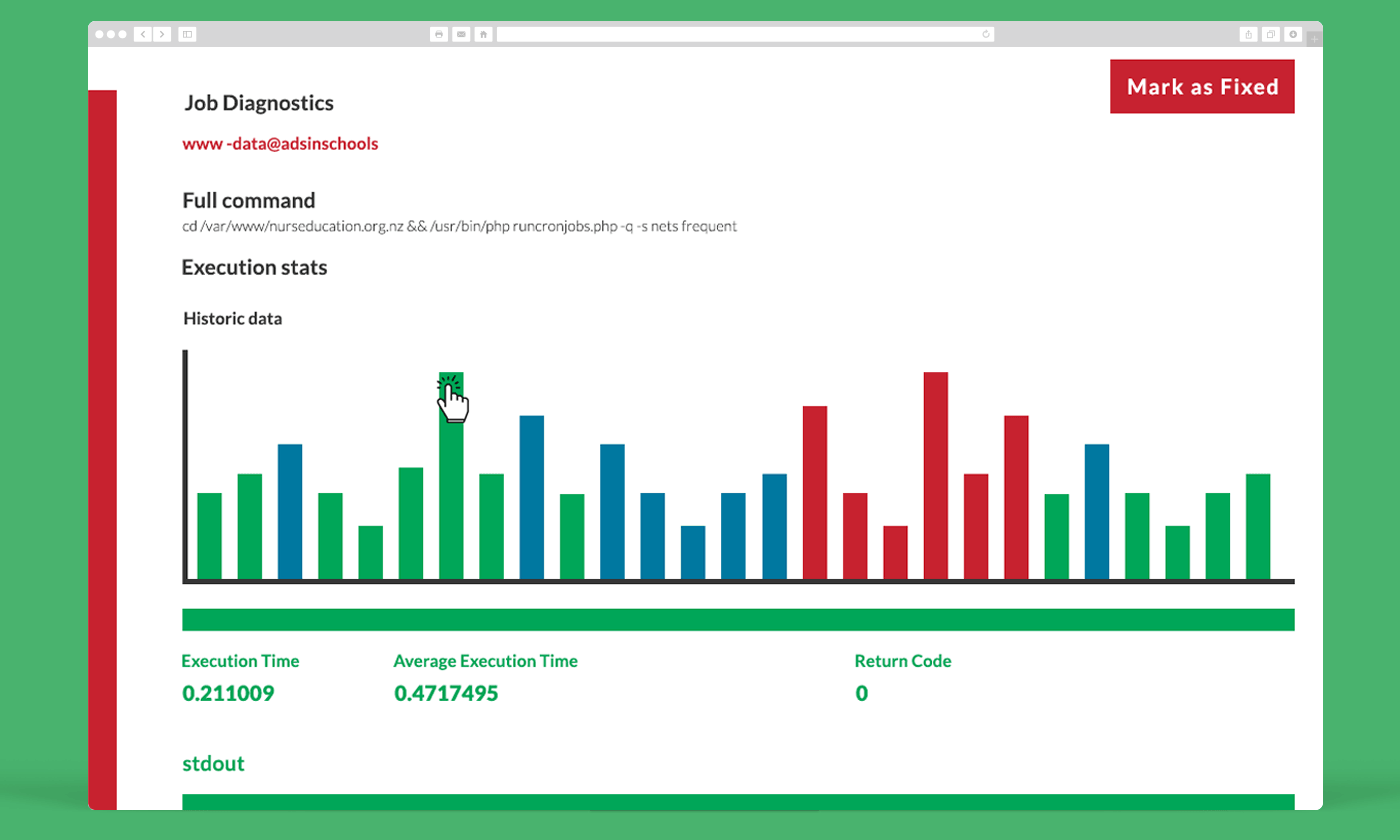 Mark as Fixed
Job Diagnostics
www -data@adsinschools
Full command
cd /var/www/nurseducation.org.nz && /usr/bin/php runcronjobs.php -q -s nets frequent
Execution stats
Historic data
Execution Time
Average Execution Time
Return Code
0.211009
0.4717495
0
stdout